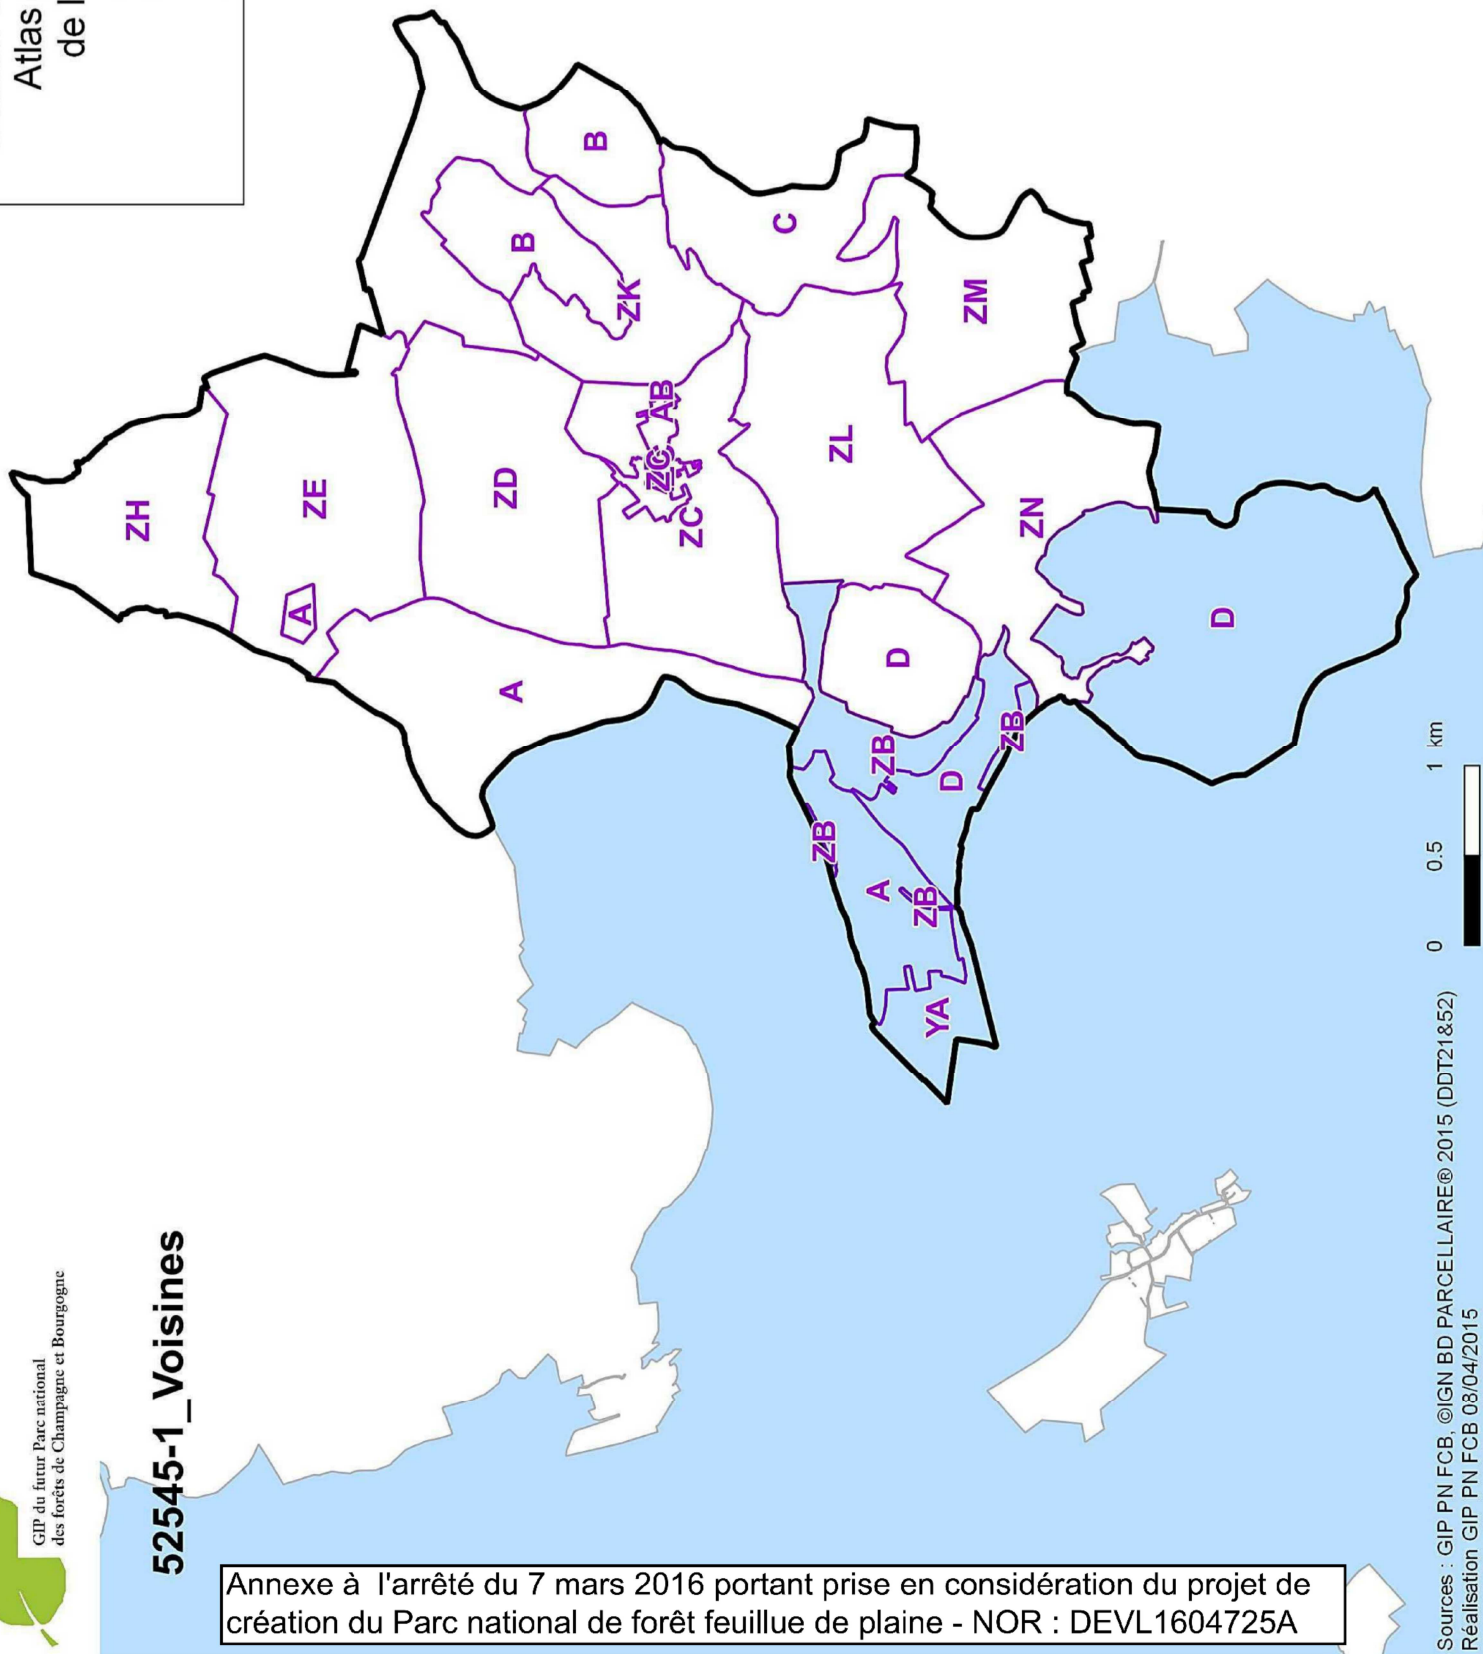 Atlas
de l
GIP du futur Parc national
des forêts de Champagne et Bourgogne
52545-1_Voisines
ZH
ZE
A
ZD
A
B
B
ZK
C
AB
ZC
ZC
ZL
ZM
ZN
D
D
D
ZB
ZB
ZB
A
ZB
YA
0 0.5 1 km
Sources : GIP PN FCB, ©IGN BD PARCELLAIRE® 2015 (DDT21&52)
Réalisation GIP PN FCB 08/04/2015
Annexe à l'arrêté du 7 mars 2016 portant prise en considération du projet de
création du Parc national de forêt feuillue de plaine - NOR : DEVL1604725A